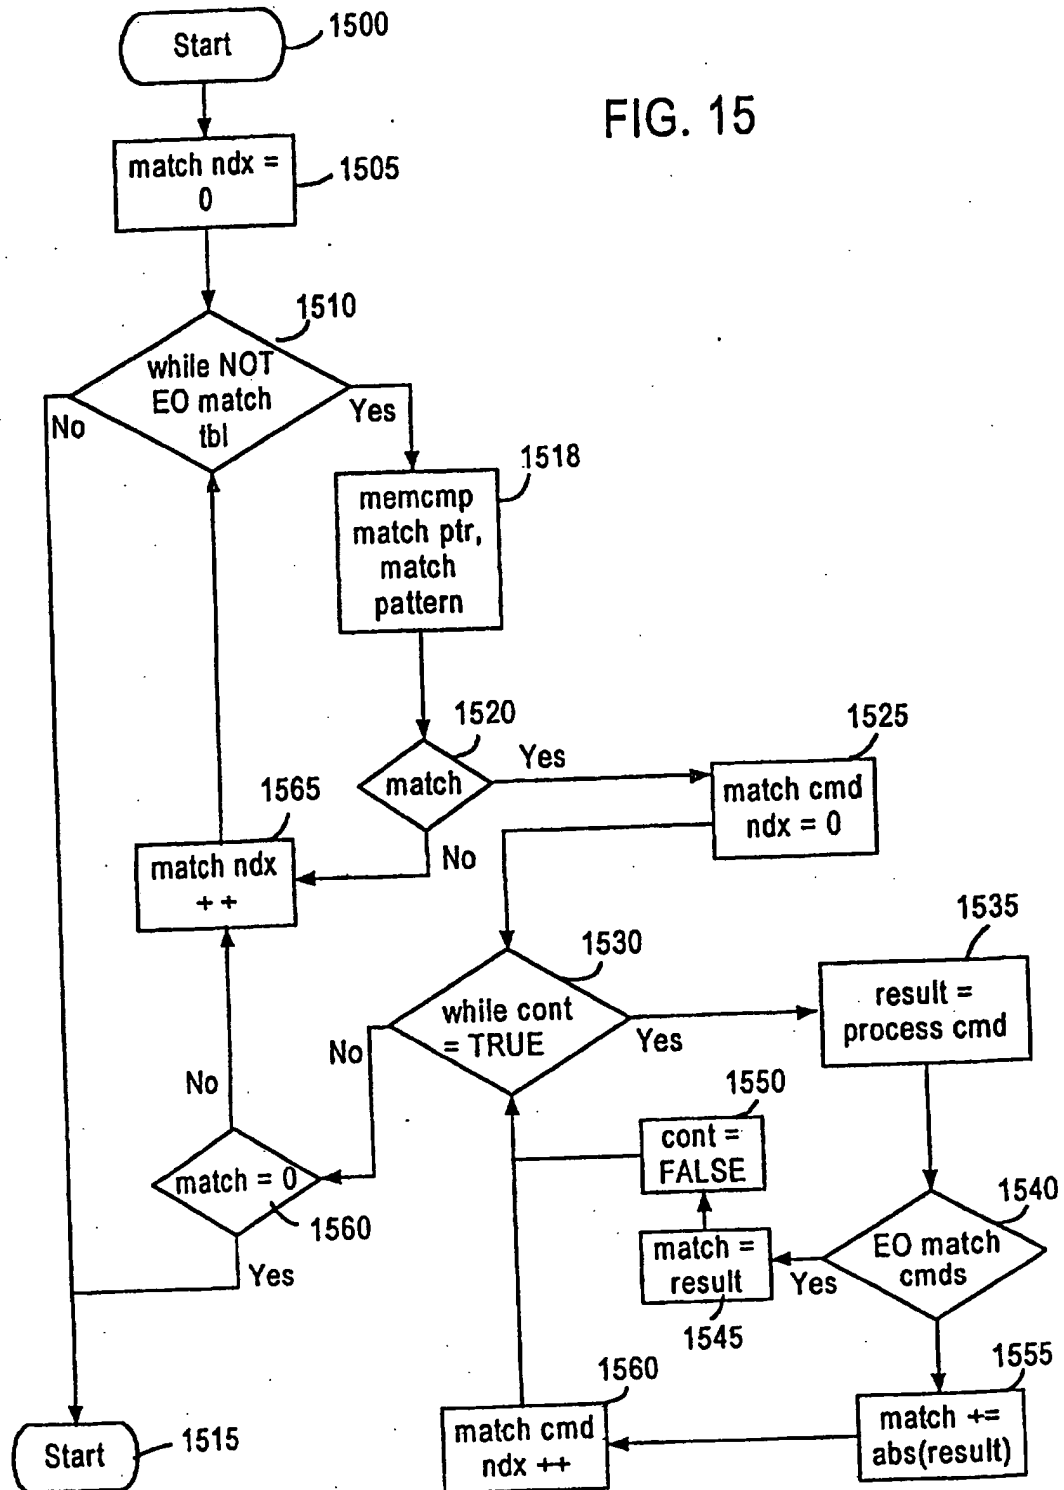 Start
1500
FIG. 15
match ndx =
0
1505
1510
while NOT
EO match
tbl
No
Yes
1518
memcmp
match ptr,
match
pattern
1520
match
Yes
No
1525
match cmd
ndx = 0
1565
match ndx
++
1530
while cont
= TRUE
No
Yes
1535
result =
process cmd
1550
cont =
FALSE
No
match = 0
1560
Yes
1540
EO match
cmds
Yes
match =
result
1545
1555
match +=
abs(result)
1560
match cmd
ndx ++
Start
1515